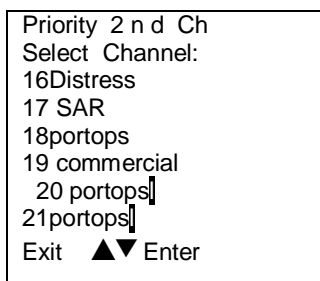 Priority 2 n d Ch
Select Channel:
16Distress
17 SAR
18portops
19 commercial
20 portops▯
21portops▯
Exit ▲▼ Enter